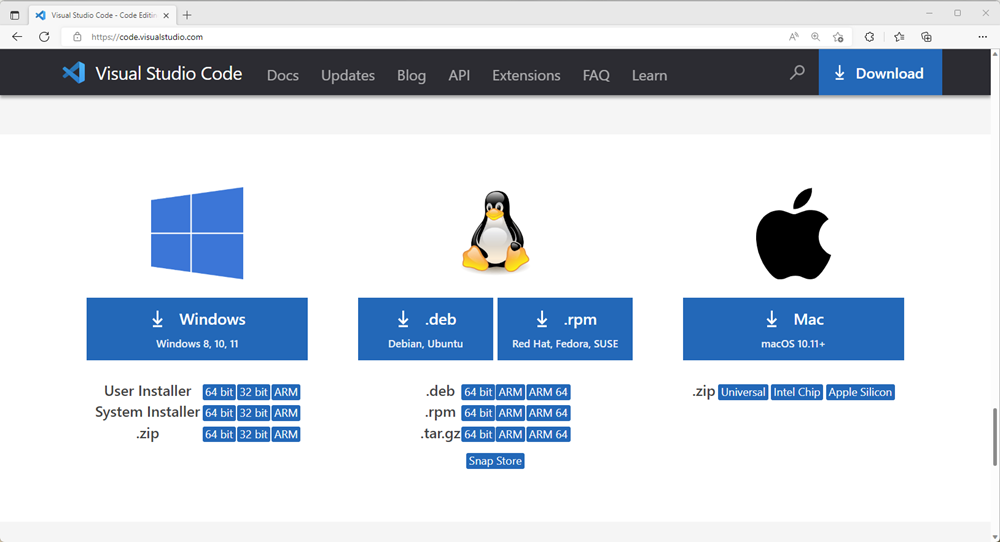 Visual Studio Code - Code Editin
https://code.visualstudio.com
Visual Studio Code Docs Updates Blog API Extensions FAQ Learn Download
Windows
Windows 8, 10, 11
.deb
Debian, Ubuntu
.rpm
Red Hat, Fedora, SUSE
Mac
macOS 10.11+
User Installer 64 bit 32 bit ARM
System Installer 64 bit 32 bit ARM
.zip 64 bit 32 bit ARM
.deb 64 bit ARM ARM 64
.rpm 64 bit ARM ARM 64
.tar.gz 64 bit ARM ARM 64
Snap Store
.zip Universal Intel Chip Apple Silicon